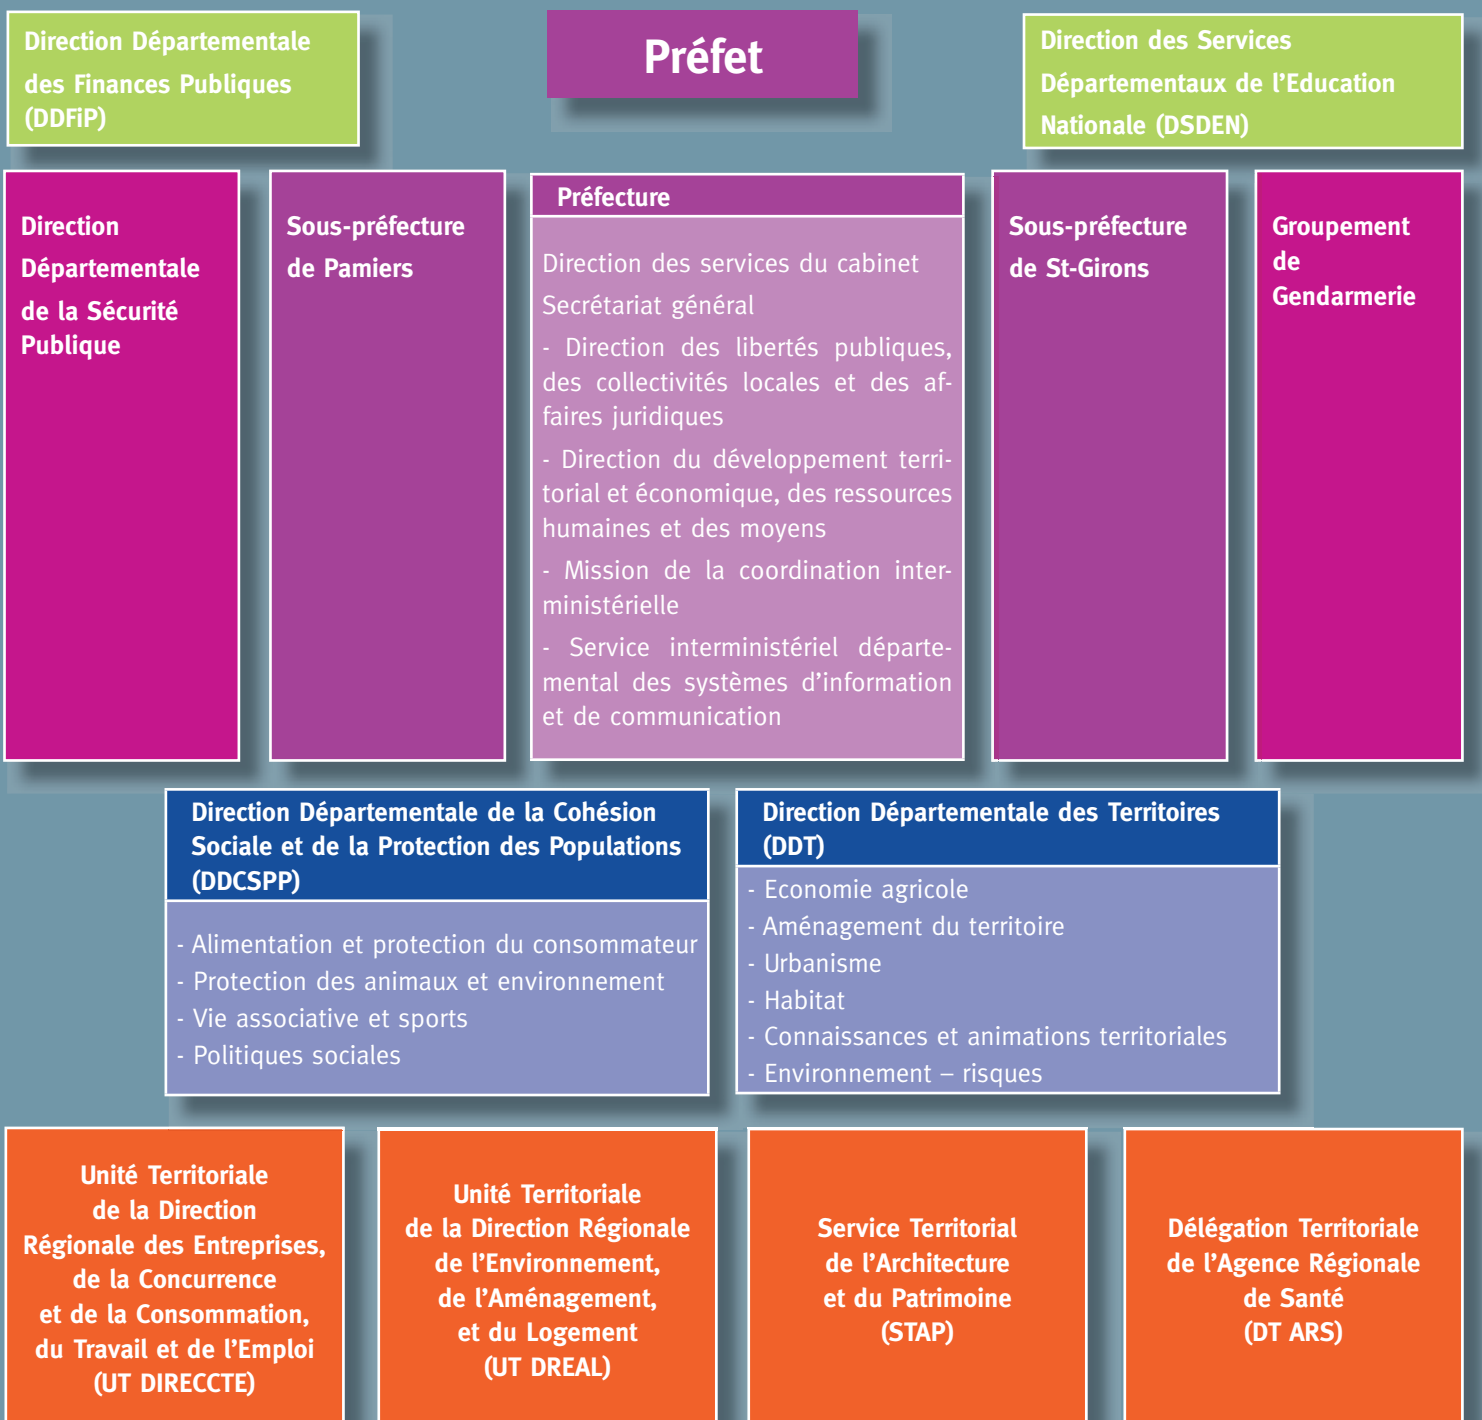 Direction Départementale
des Finances Publiques
(DDFiP)
Préfet
Direction des Services
Départementaux de l’Education
Nationale (DSDEN)
Direction
Départementale
de la Sécurité
Publique
Sous-préfecture
de Pamiers
Préfecture
Direction des services du cabinet
Secrétariat général
- Direction des libertés publiques,
des collectivités locales et des af-
faires juridiques
- Direction du développement terri-
torial et économique, des ressources
humaines et des moyens
- Mission de la coordination inter-
ministérielle
- Service interministériel départe-
mental des systèmes d’information
et de communication
Sous-préfecture
de St-Girons
Groupement
de
Gendarmerie
Direction Départementale de la Cohésion
Sociale et de la Protection des Populations
(DDCSPP)
- Alimentation et protection du consommateur
- Protection des animaux et environnement
- Vie associative et sports
- Politiques sociales
Direction Départementale des Territoires
(DDT)
- Economie agricole
- Aménagement du territoire
- Urbanisme
- Habitat
- Connaissances et animations territoriales
- Environnement – risques
Unité Territoriale
de la Direction
Régionale des Entreprises,
de la Concurrence
et de la Consommation,
du Travail et de l’Emploi
(UT DIRECCTE)
Unité Territoriale
de la Direction Régionale
de l’Environnement,
de l’Aménagement,
et du Logement
(UT DREAL)
Service Territorial
de l’Architecture
et du Patrimoine
(STAP)
Délégation Territoriale
de l’Agence Régionale
de Santé
(DT ARS)